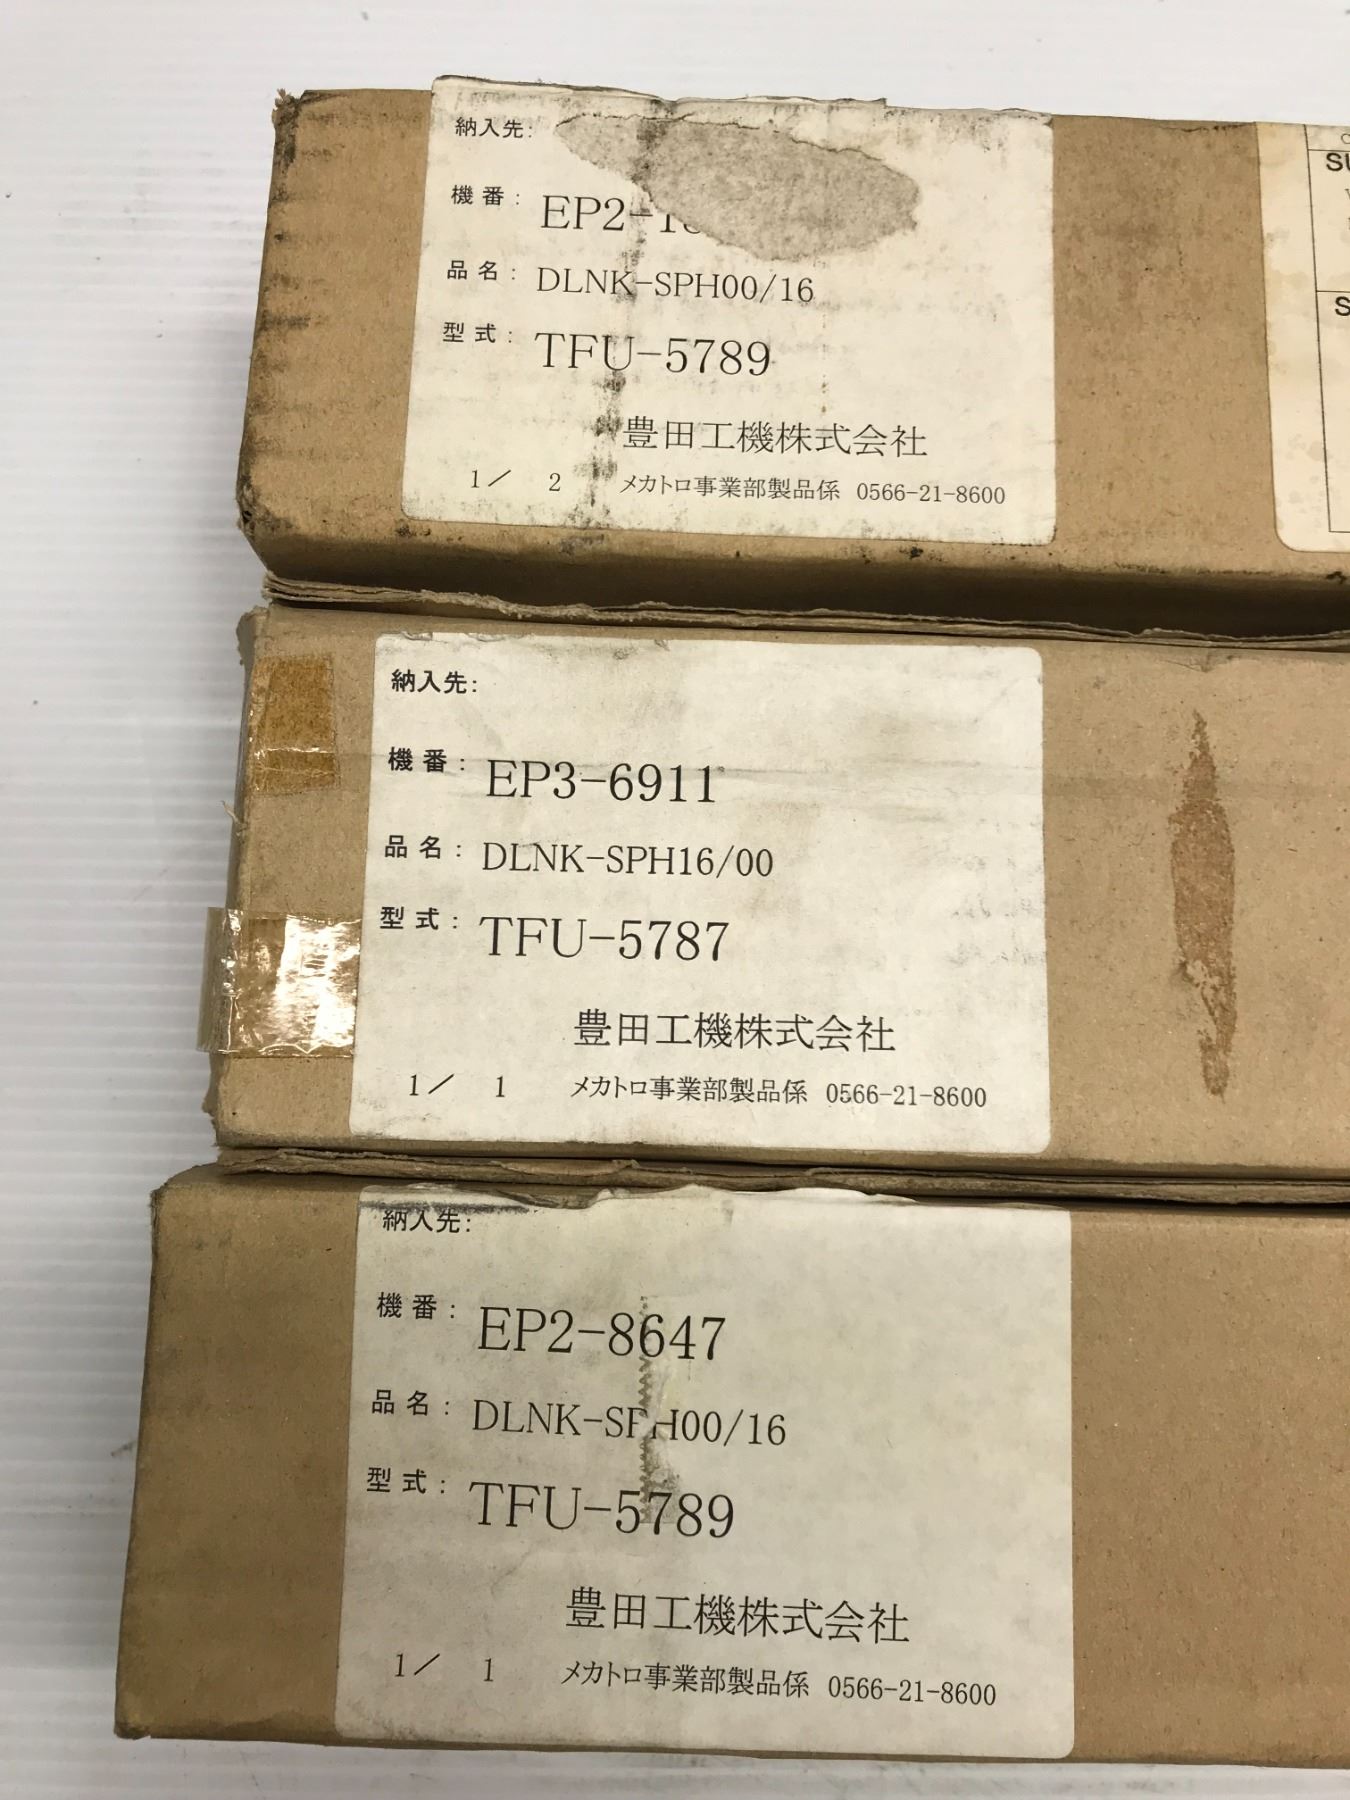 納入先:
機番: EP2-1
品名: DLNK-SPH00/16
型式: TFU-5789
豊田工機株式会社
1/ 2 メカトロ事業部製品係 0566-21-8600
納入先:
機番: EP3-6911
品名: DLNK-SPH16/00
型式: TFU-5787
豊田工機株式会社
1/ 1 メカトロ事業部製品係 0566-21-8600
納入先:
機番: EP2-8647
品名: DLNK-SPH00/16
型式: TFU-5789
豊田工機株式会社
1/ 1 メカトロ事業部製品係 0566-21-8600